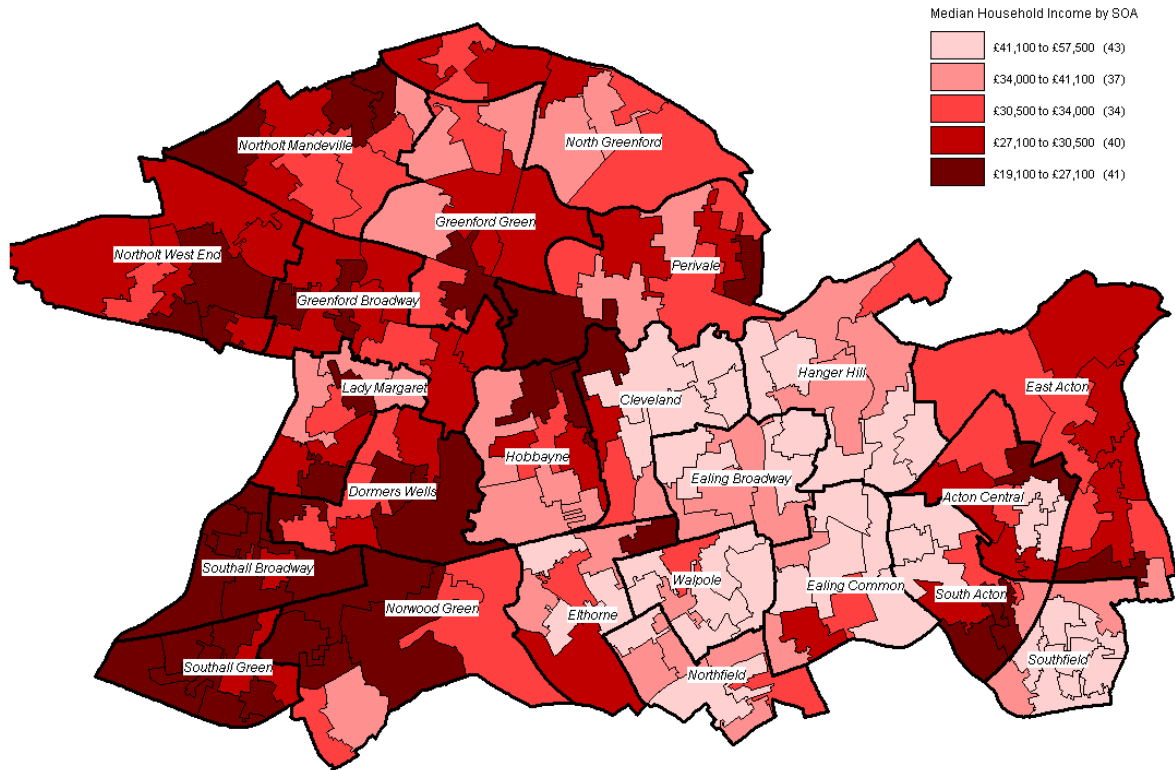 Median Household Income by SOA
£41,100 to £57,500 (43)
£34,000 to £41,100 (37)
£30,500 to £34,000 (34)
£27,100 to £30,500 (40)
£19,100 to £27,100 (41)
Northolt Mandeville
North Greenford
Greenford Green
Northolt West End
Perivale
Greenford Broadway
Hanger Hill
Lady Margaret
East Acton
Cleveland
Hobbayne
Ealing Broadway
Dormers Wells
Acton Central
Southall Broadway
Walpole
Ealing Common
Norwood Green
South Acton
Elthorne
Southall Green
Southfield
Northfield